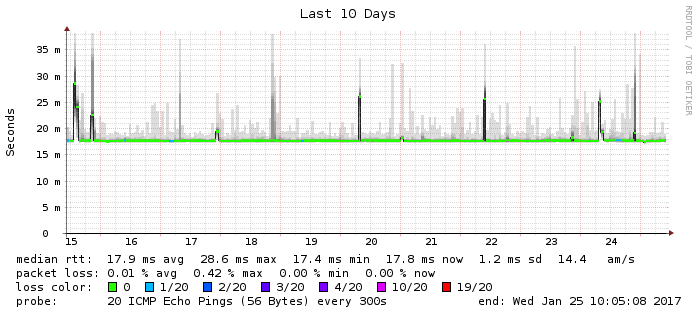 Last 10 Days
RRDTOOL / TOBI OETIKER
Seconds
35 m
30 m
25 m
20 m
15 m
10 m
5 m
0
15 16 17 18 19 20 21 22 23 24
median rtt: 17.9 ms avg 28.6 ms max 17.4 ms min 17.8 ms now 1.2 ms sd 14.4 am/s
packet loss: 0.01 % avg 0.42 % max 0.00 % min 0.00 % now
loss color: 0 1/20 2/20 3/20 4/20 10/20 19/20
probe: 20 ICMP Echo Pings (56 Bytes) every 300s end: Wed Jan 25 10:05:08 2017